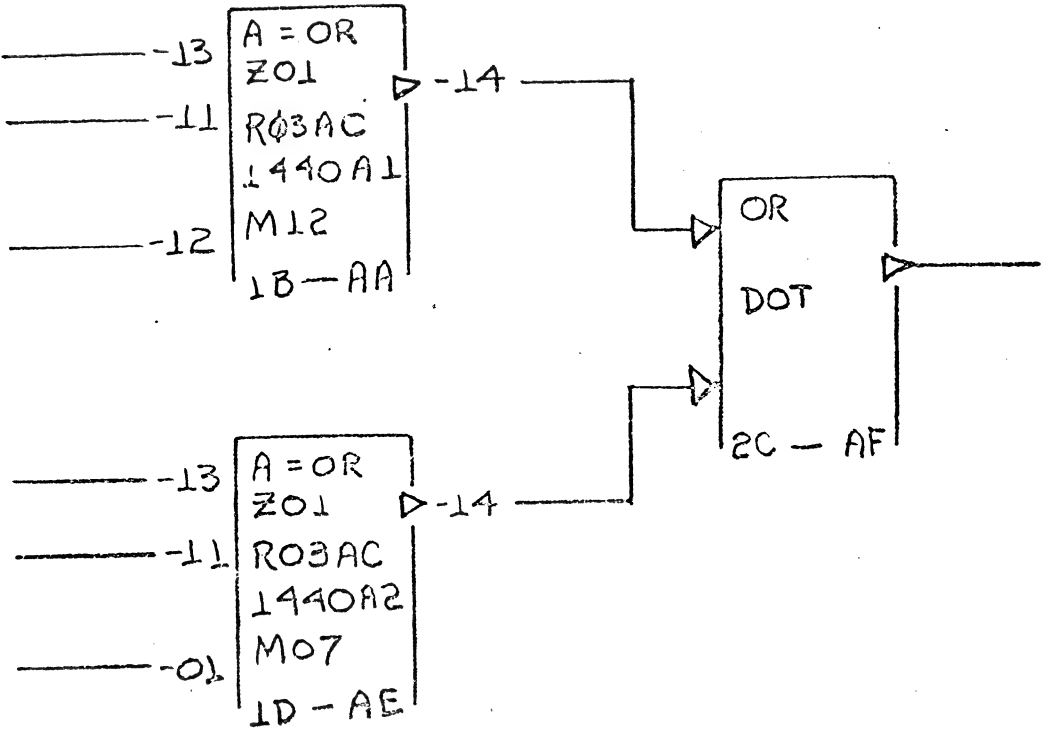 -13
-11
-12
A = OR
Z01
RØ3AC
1440A1
M12
1B — AA
-14
OR
DOT
2C — AF
-13
-11
-01
A = OR
Z01
R03AC
1440A2
M07
1D — AE
-14